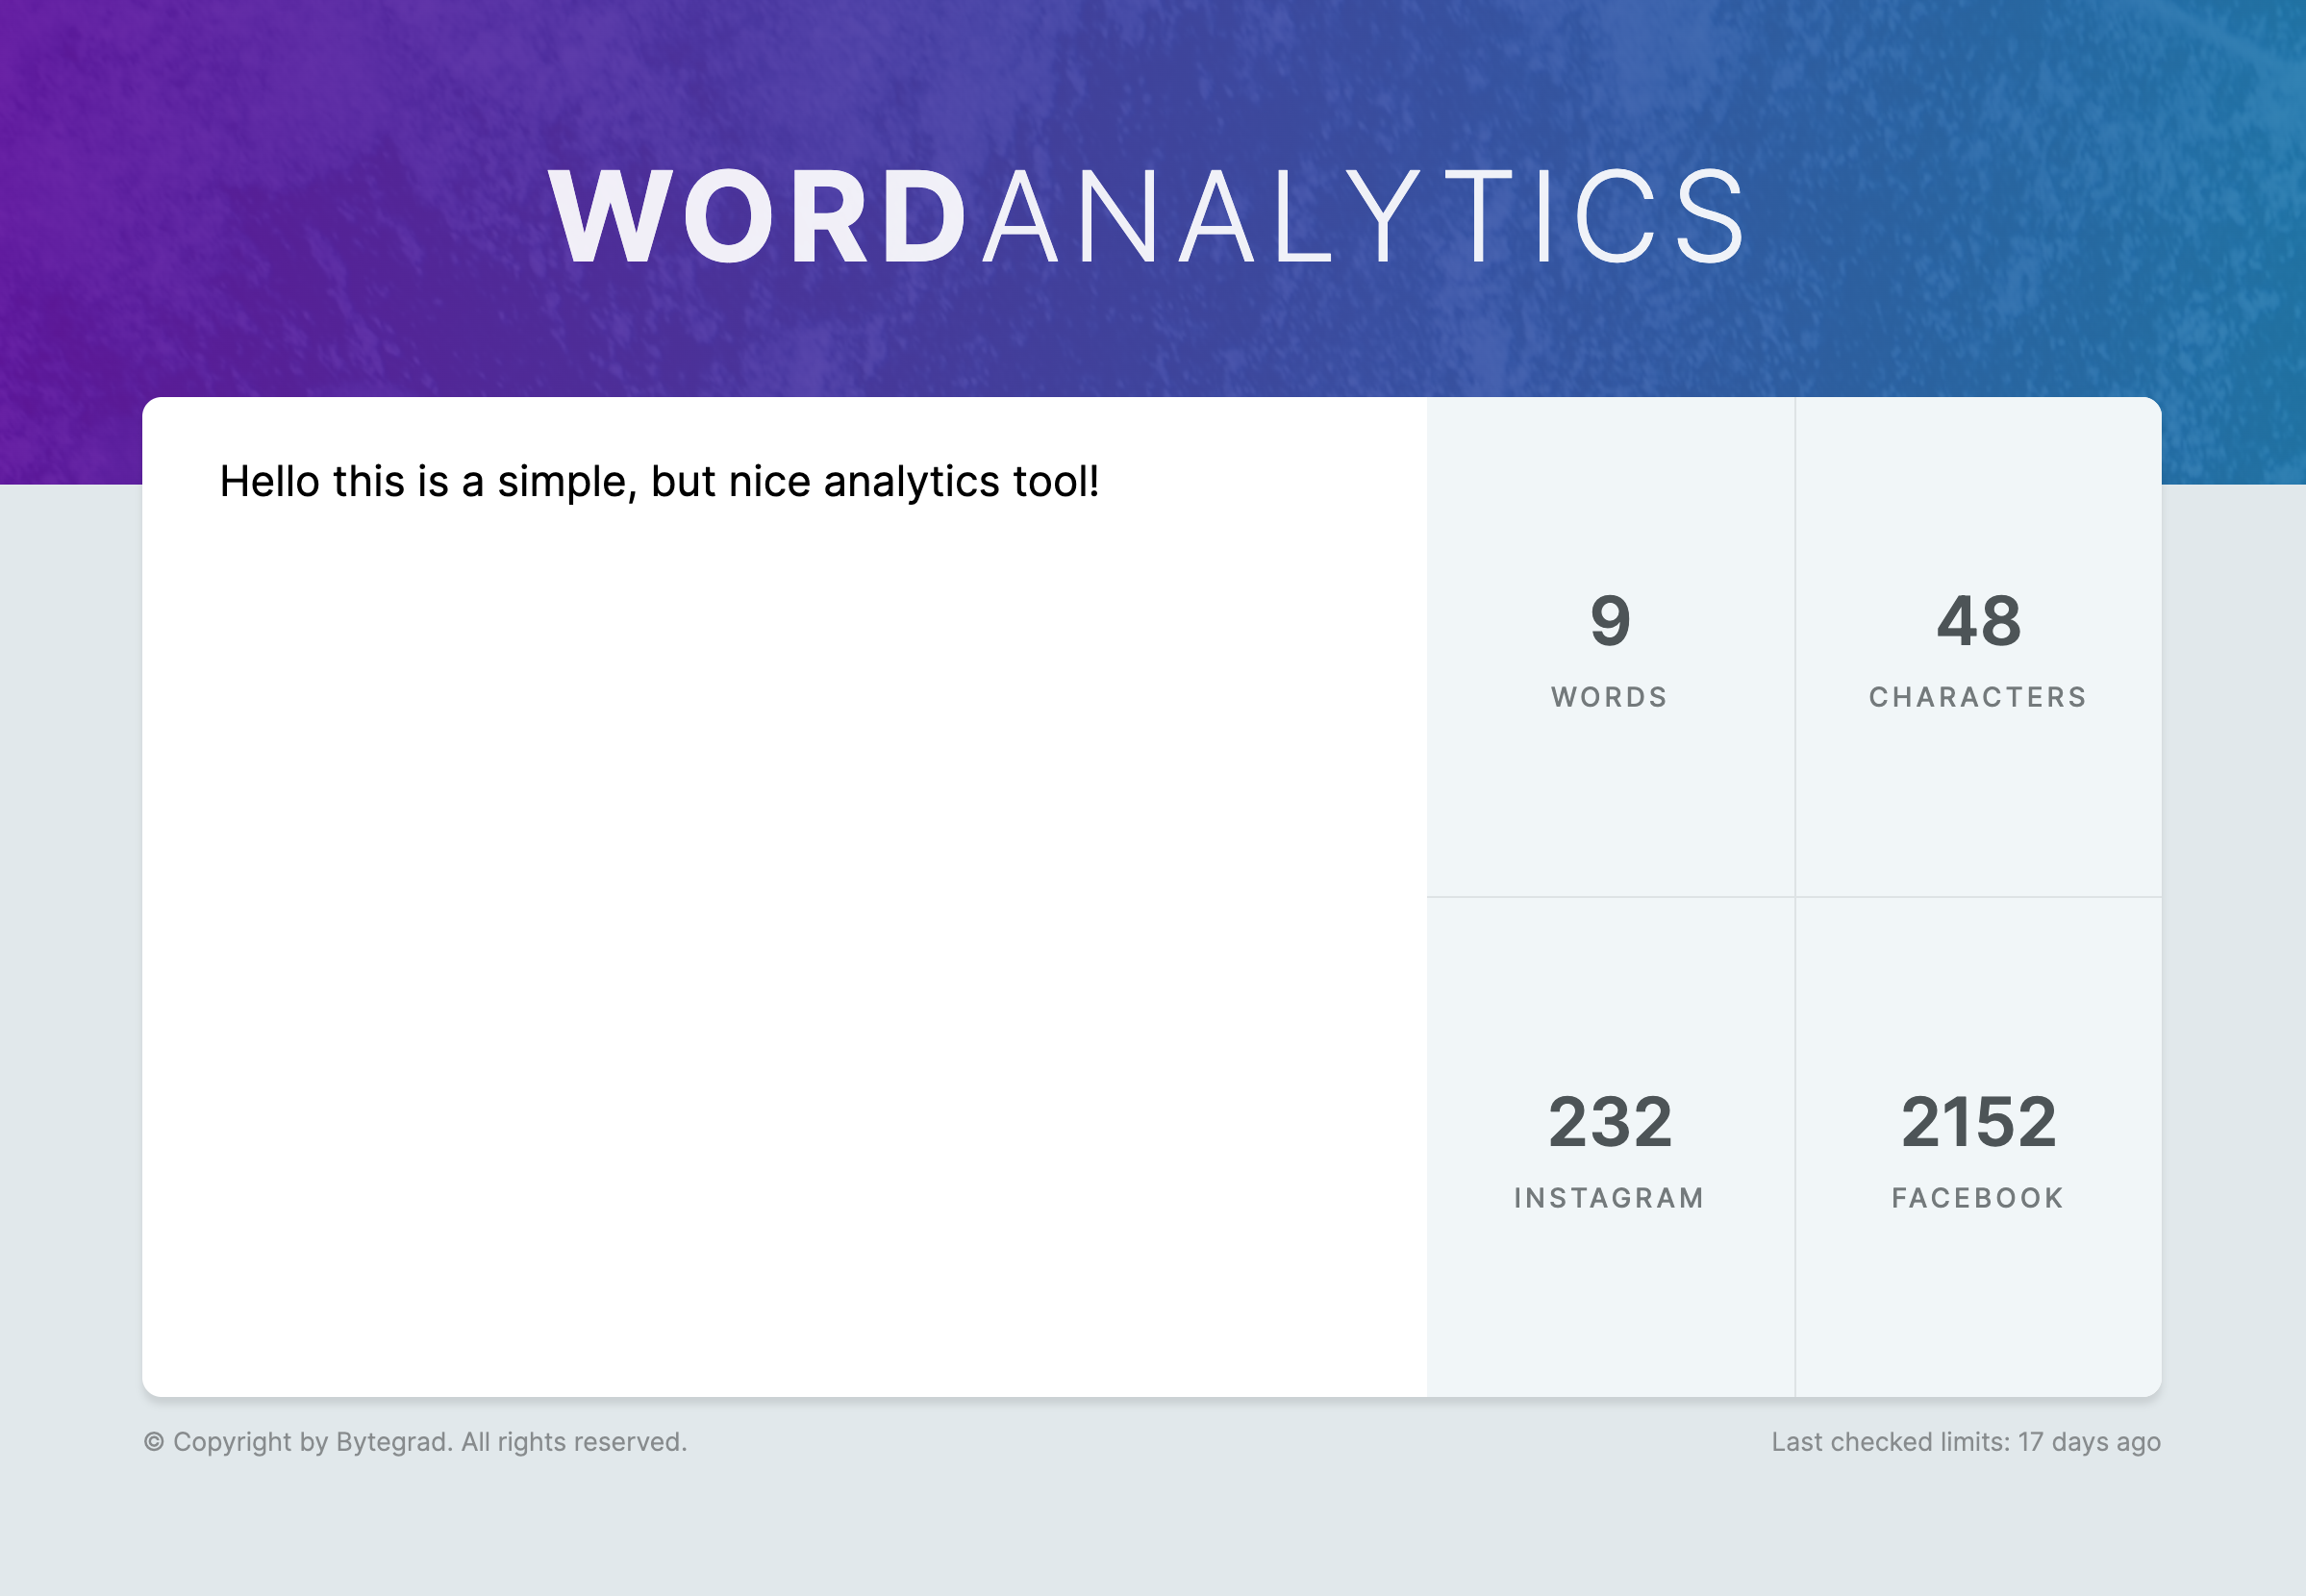 WORDANALYTICS
Hello this is a simple, but nice analytics tool!
9
WORDS
48
CHARACTERS
232
INSTAGRAM
2152
FACEBOOK
© Copyright by Bytegrad. All rights reserved.
Last checked limits: 17 days ago